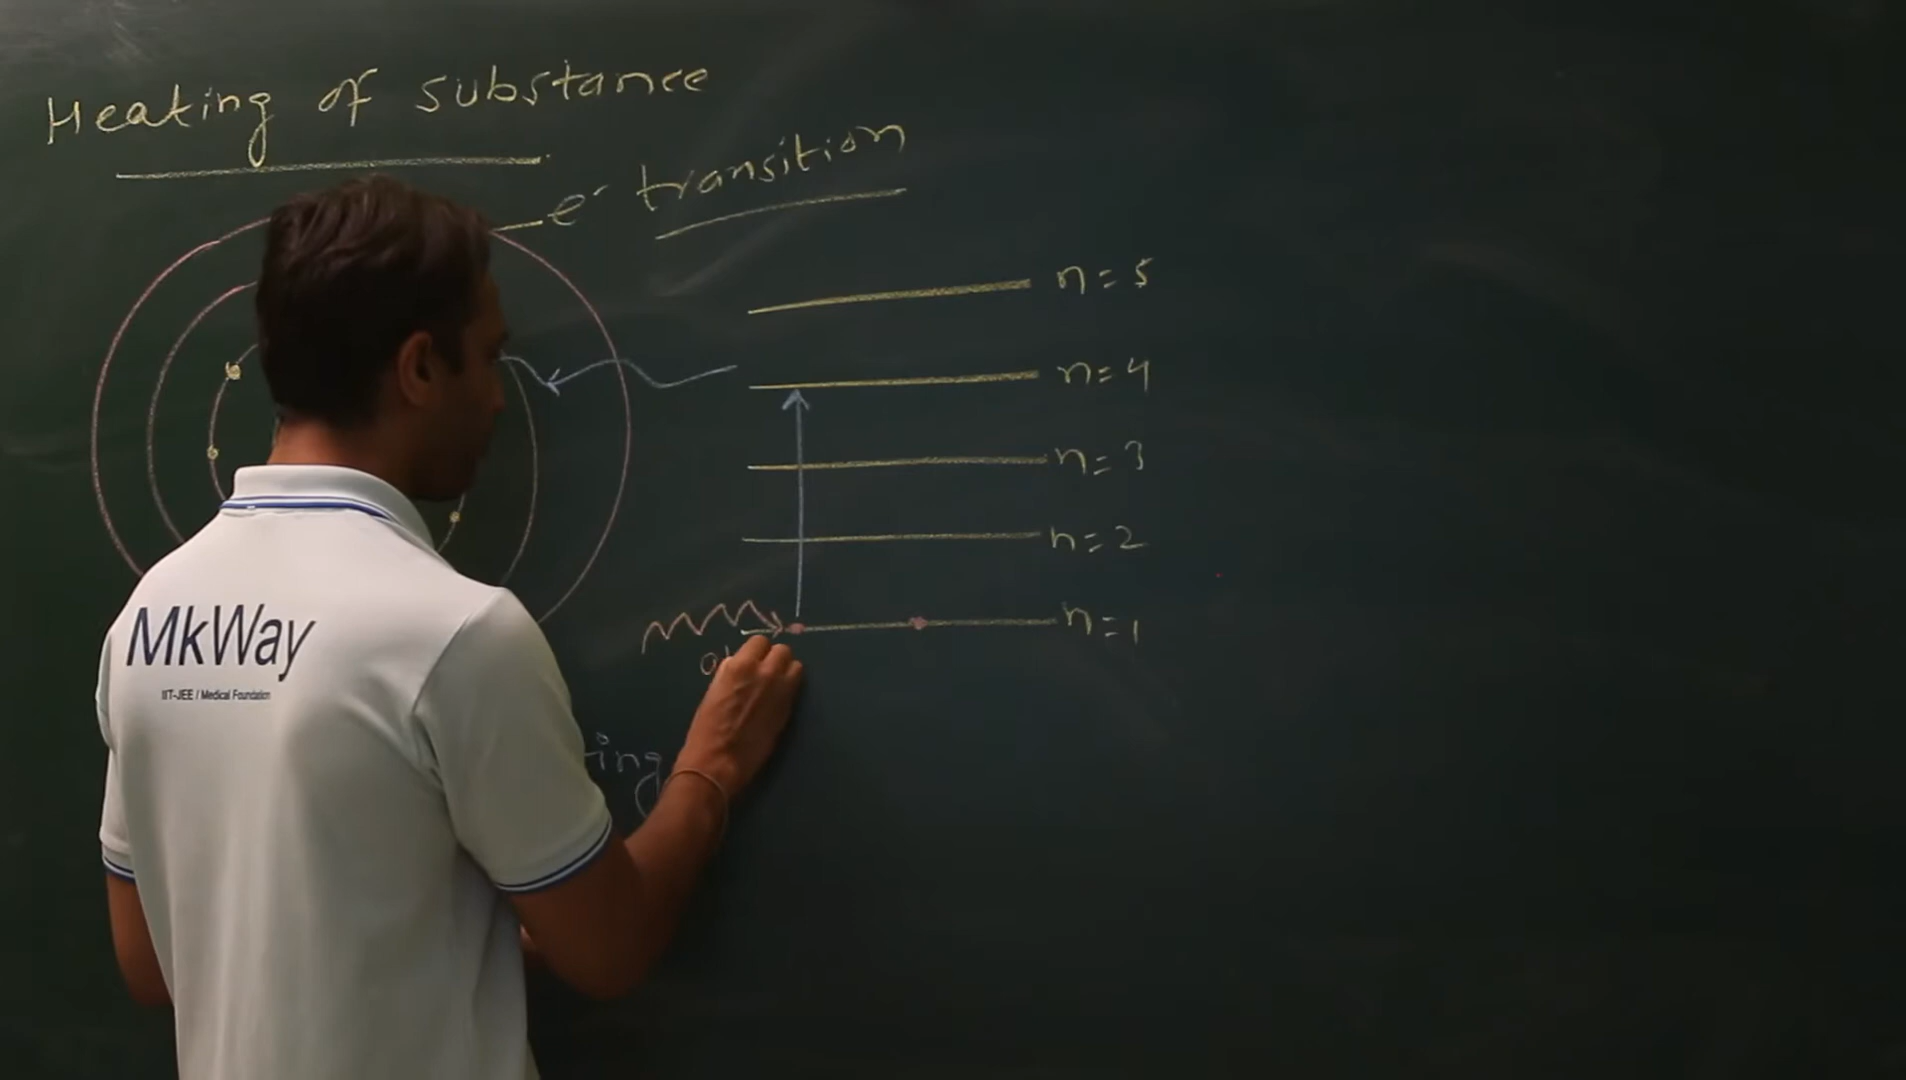 Heating of substance
e- transition
n = 5
n = 4
n = 3
n = 2
n = 1
MkWay
IIT-JEE / Medical Foundation